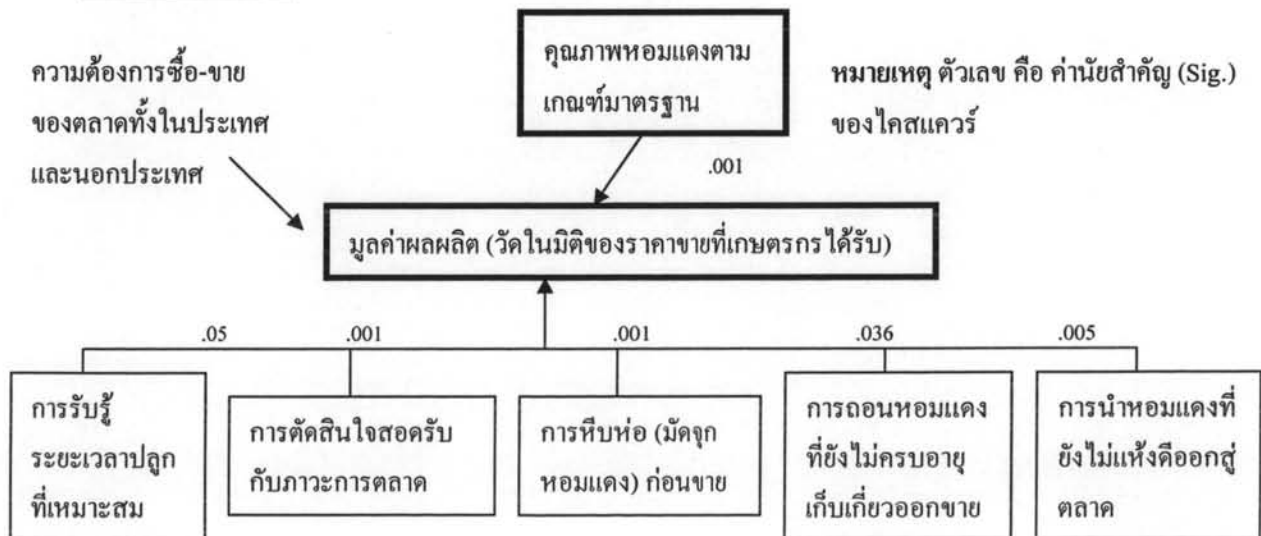 ความต้องการซื้อ-ขาย
ของตลาดทั้งในประเทศ
และนอกประเทศ
คุณภาพหอมแดงตาม
เกณฑ์มาตรฐาน
หมายเหตุ ตัวเลข คือ ค่านัยสำคัญ (Sig.)
ของไคสแควร์
.001
มูลค่าผลผลิต (วัดในมิติของราคาขายที่เกษตรกรได้รับ)
.05 .001 .001 .036 .005
การรับรู้
ระยะเวลาปลูก
ที่เหมาะสม
การตัดสินใจสอดรับ
กับภาวะการตลาด
การหีบห่อ (มัดจุก
หอมแดง) ก่อนขาย
การถอนหอมแดง
ที่ยังไม่ครบอายุ
เก็บเกี่ยวออกขาย
การนำหอมแดงที่
ยังไม่แห้งดีออกสู่
ตลาด